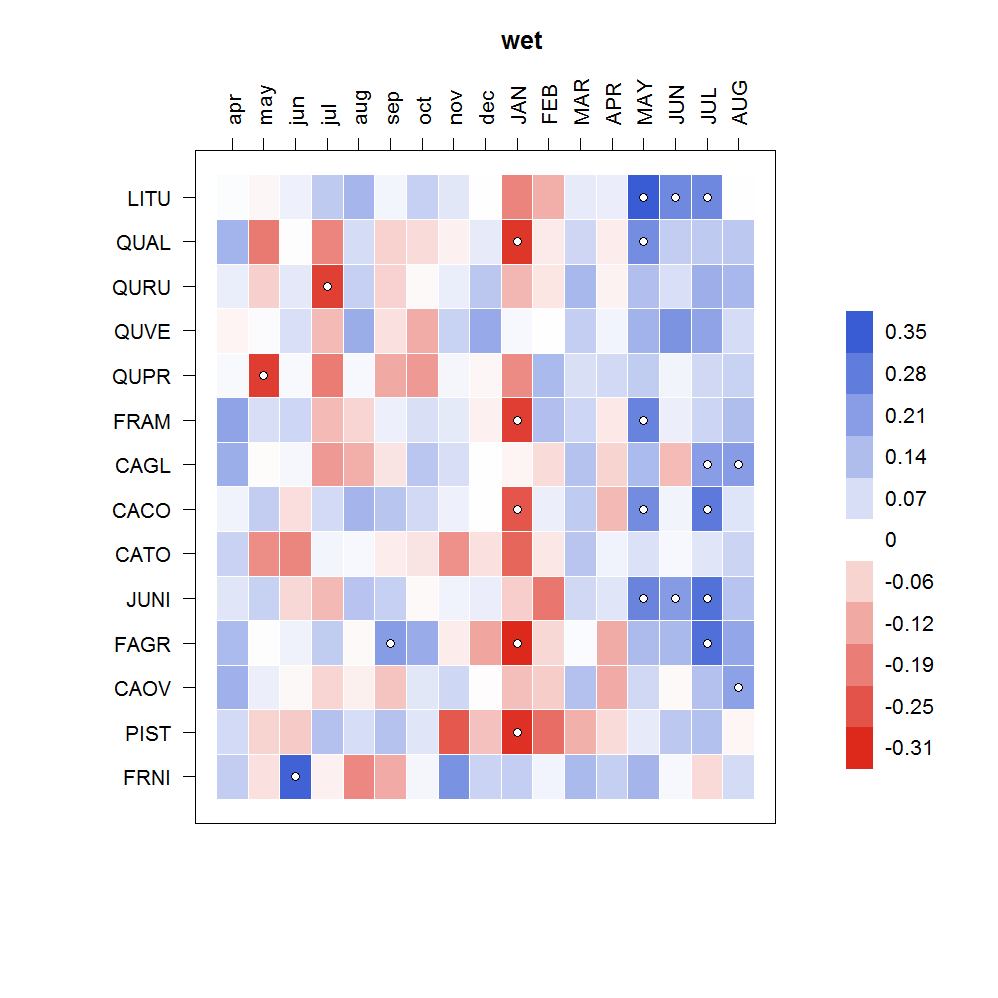 wet
apr may jun jul aug sep oct nov dec JAN FEB MAR APR MAY JUN JUL AUG
LITU
QUAL
QURU
QUVE
QUPR
FRAM
CAGL
CACO
CATO
JUNI
FAGR
CAOV
PIST
FRNI
0.35
0.28
0.21
0.14
0.07
0
-0.06
-0.12
-0.19
-0.25
-0.31